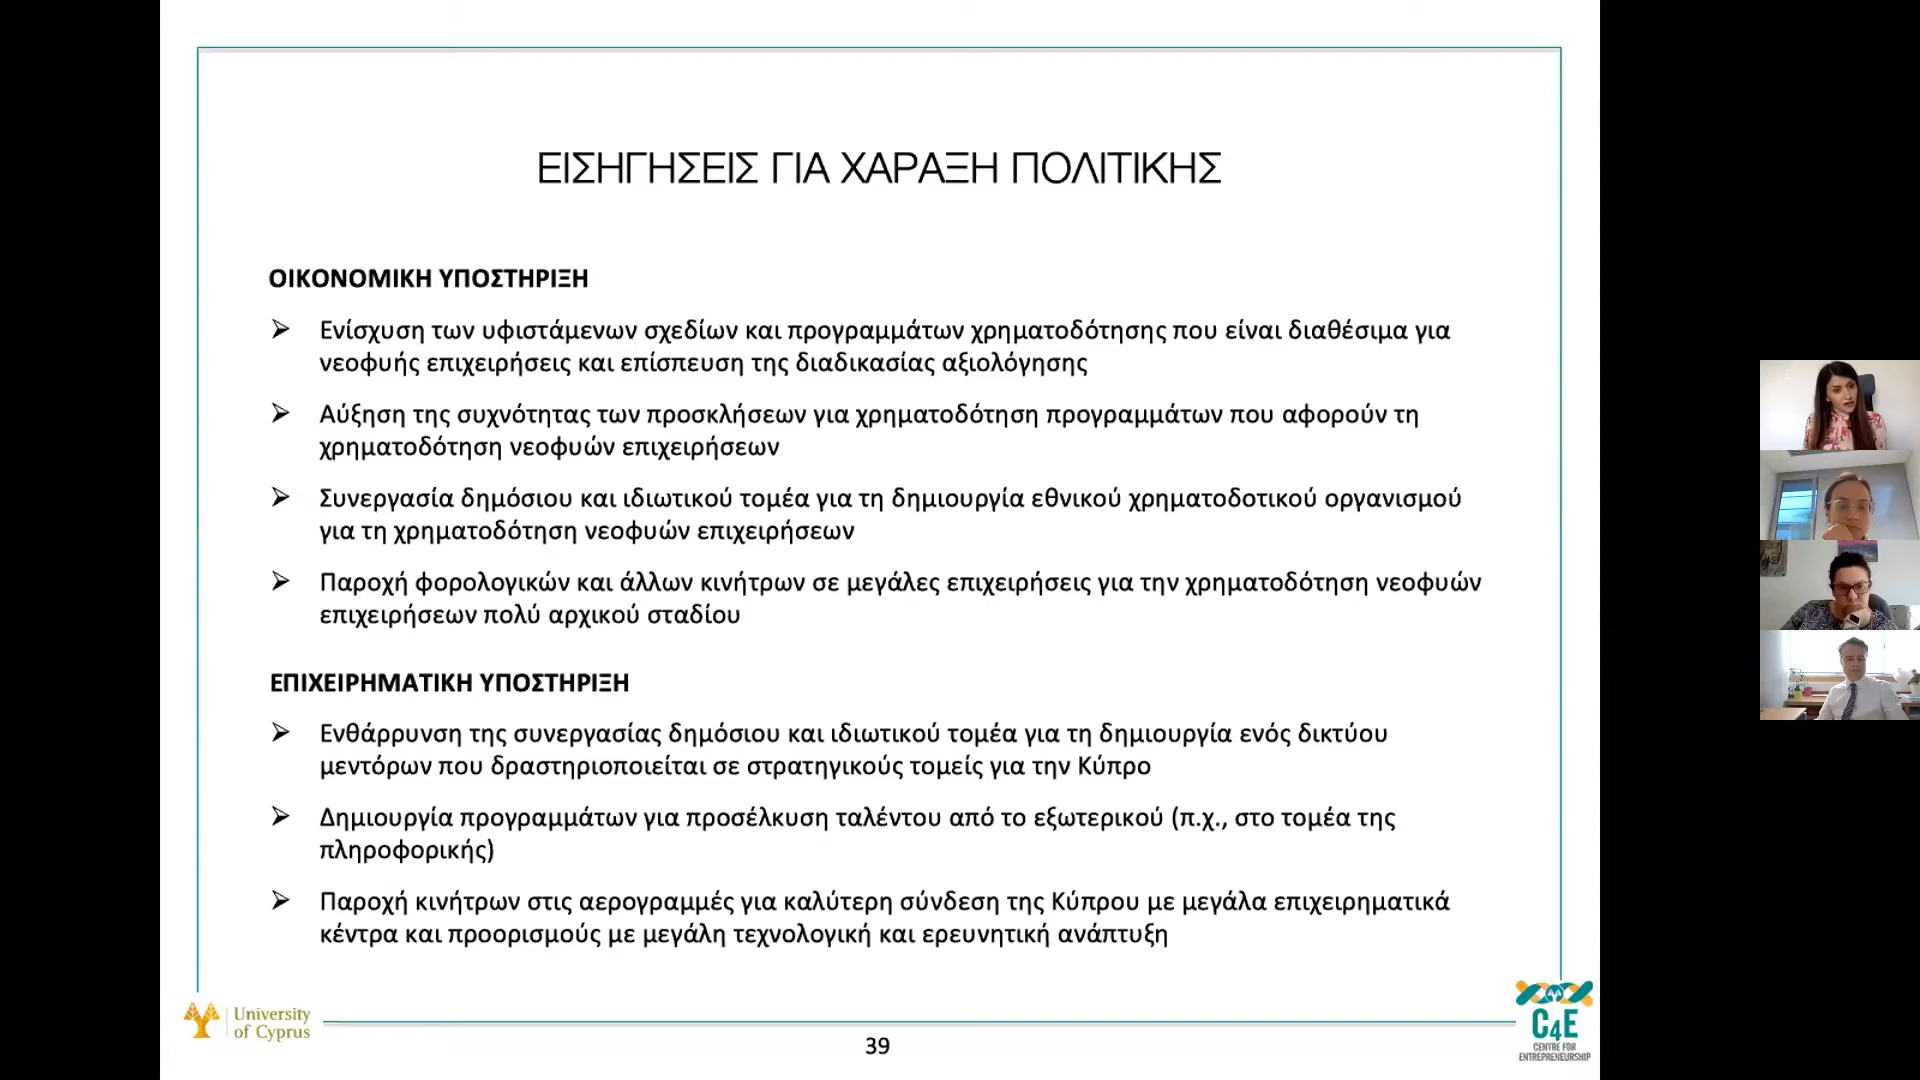 ΕΙΣΗΓΗΣΕΙΣ ΓΙΑ ΧΑΡΑΞΗ ΠΟΛΙΤΙΚΗΣ
ΟΙΚΟΝΟΜΙΚΗ ΥΠΟΣΤΗΡΙΞΗ
➢ Ενίσχυση των υφιστάμενων σχεδίων και προγραμμάτων χρηματοδότησης που είναι διαθέσιμα για
νεοφυής επιχειρήσεις και επίσπευση της διαδικασίας αξιολόγησης
➢ Αύξηση της συχνότητας των προσκλήσεων για χρηματοδότηση προγραμμάτων που αφορούν τη
χρηματοδότηση νεοφυών επιχειρήσεων
➢ Συνεργασία δημόσιου και ιδιωτικού τομέα για τη δημιουργία εθνικού χρηματοδοτικού οργανισμού
για τη χρηματοδότηση νεοφυών επιχειρήσεων
➢ Παροχή φορολογικών και άλλων κινήτρων σε μεγάλες επιχειρήσεις για την χρηματοδότηση νεοφυών
επιχειρήσεων πολύ αρχικού σταδίου
ΕΠΙΧΕΙΡΗΜΑΤΙΚΗ ΥΠΟΣΤΗΡΙΞΗ
➢ Ενθάρρυνση της συνεργασίας δημόσιου και ιδιωτικού τομέα για τη δημιουργία ενός δικτύου
μεντόρων που δραστηριοποιείται σε στρατηγικούς τομείς για την Κύπρο
➢ Δημιουργία προγραμμάτων για προσέλκυση ταλέντου από το εξωτερικού (π.χ., στο τομέα της
πληροφορικής)
➢ Παροχή κινήτρων στις αερογραμμές για καλύτερη σύνδεση της Κύπρου με μεγάλα επιχειρηματικά
κέντρα και προορισμούς με μεγάλη τεχνολογική και ερευνητική ανάπτυξη
University
of Cyprus
39
C4E
CENTRE FOR
ENTREPRENEURSHIP